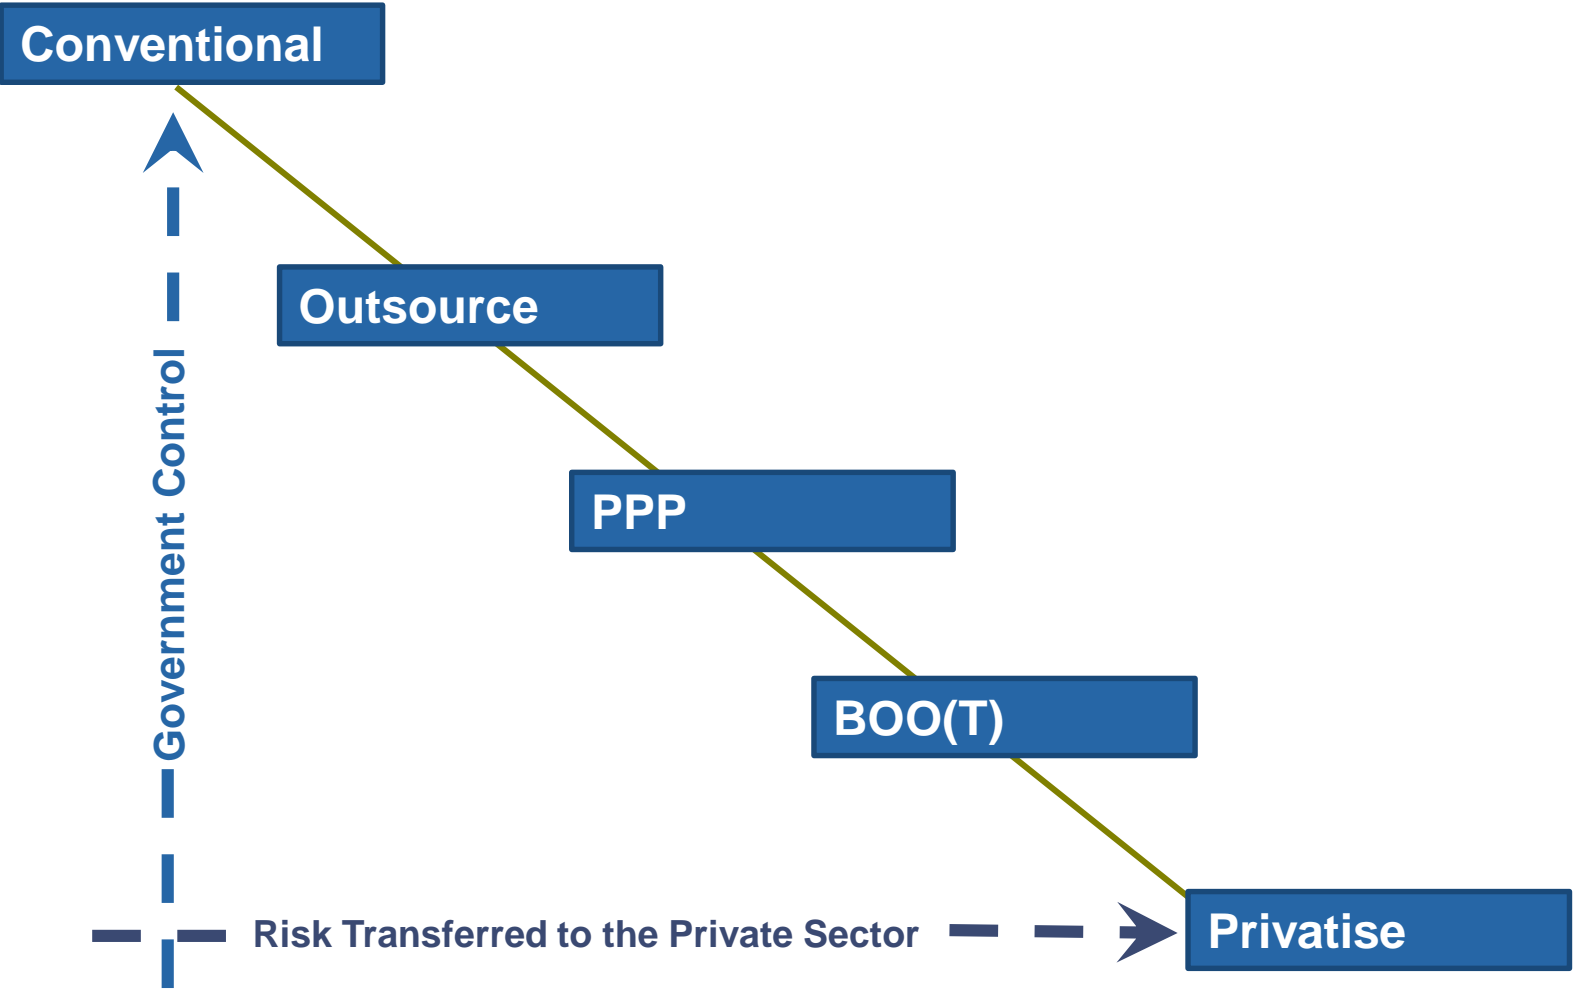 Conventional
Outsource
PPP
BOO(T)
Privatise
Government Control
Risk Transferred to the Private Sector